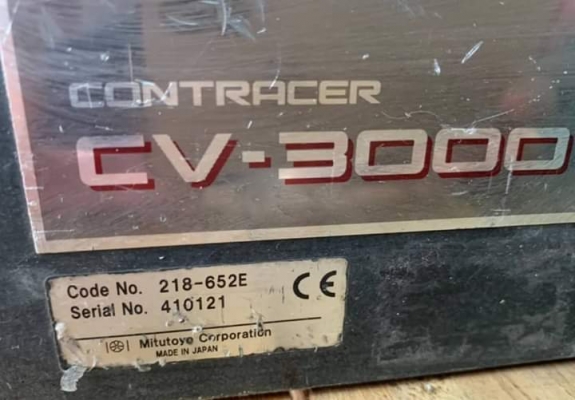 CONTRACER
CV-3000
Code No. 218-652E
Serial No. 410121
CE
Mitutoyo Corporation
MADE IN JAPAN